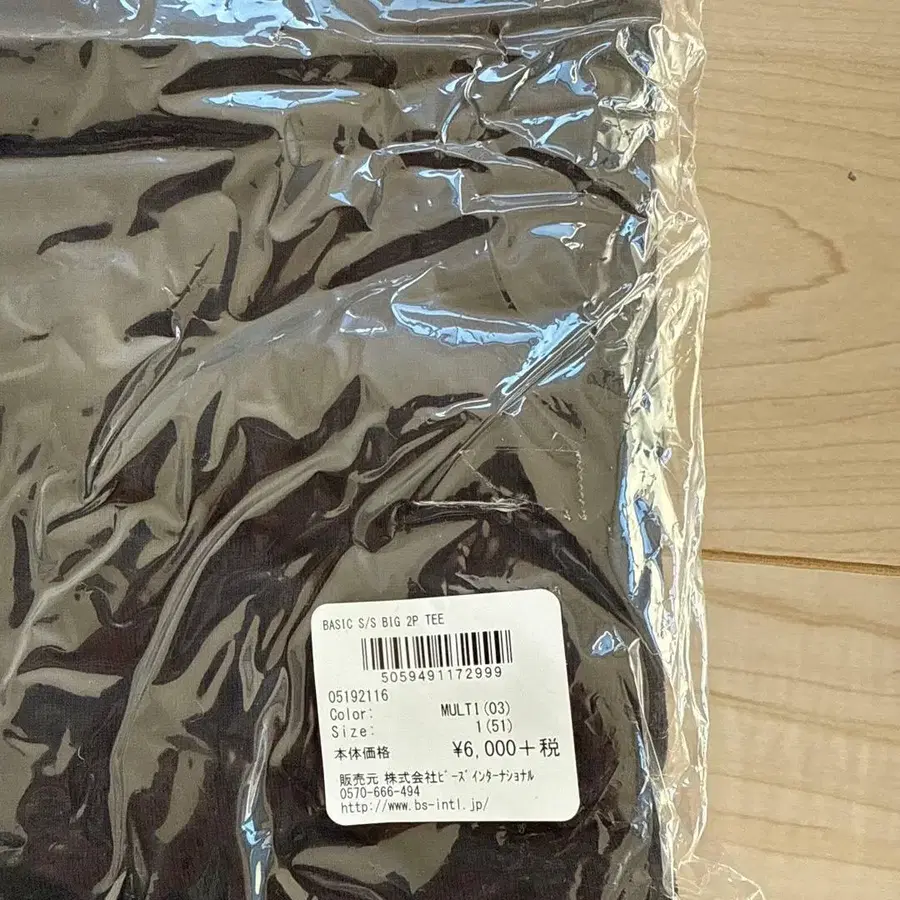 BASIC S/S BIG 2P TEE
5059491172999
05192116
Color: MULTI(03)
Size: 1(51)
本体価格 ¥6,000+税
販売元 株式会社ビーズインターナショナル
0570-666-494
http://www.bs-intl.jp/